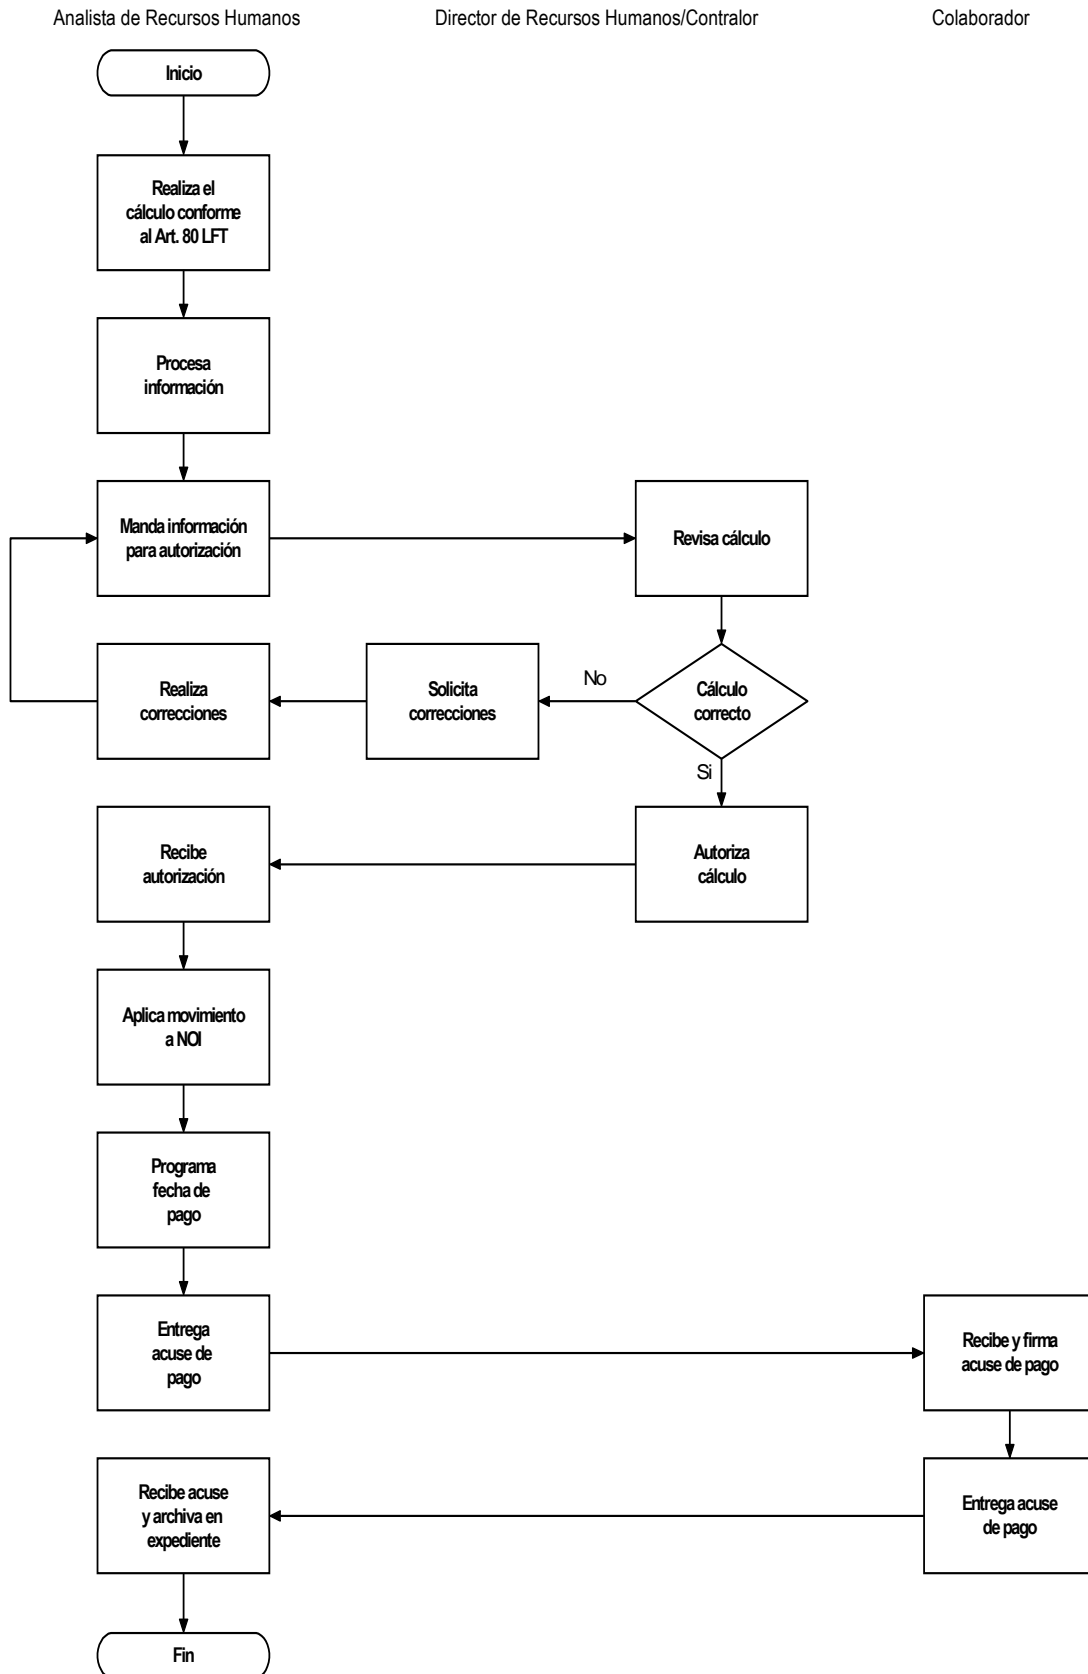 Analista de Recursos Humanos
Director de Recursos Humanos/Contralor
Colaborador
Inicio
Realiza el
cálculo conforme
al Art. 80 LFT
Procesa
información
Manda información
para autorización
Revisa cálculo
Realiza
correcciones
Solicita
correcciones
No
Cálculo
correcto
Si
Recibe
autorización
Autoriza
cálculo
Aplica movimiento
a NOI
Programa
fecha de
pago
Entrega
acuse de
pago
Recibe y firma
acuse de pago
Recibe acuse
y archiva en
expediente
Entrega acuse
de pago
Fin